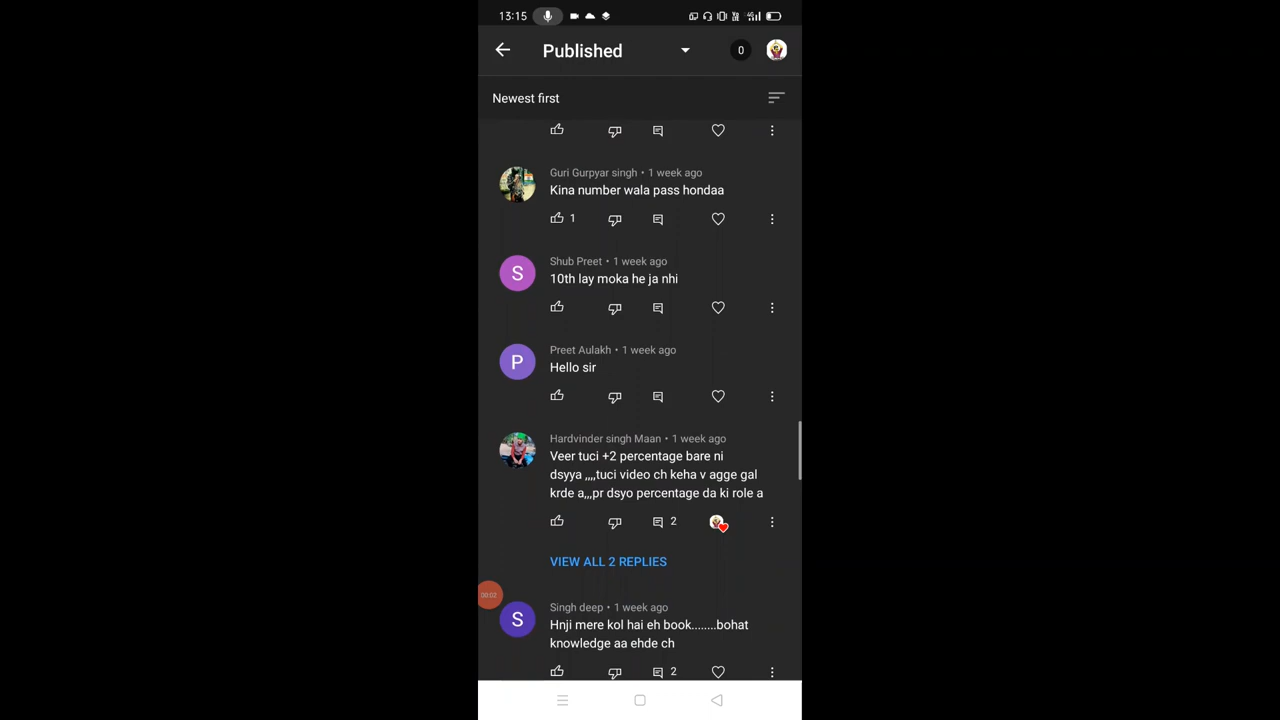 13:15
Published
0
Newest first
Guri Gurpyar singh • 1 week ago
Kina number wala pass hondaa
1
S
Shub Preet • 1 week ago
10th lay moka he ja nhi
P
Preet Aulakh • 1 week ago
Hello sir
Hardvinder singh Maan • 1 week ago
Veer tuci +2 percentage bare ni
dsyya ,,,,tuci video ch keha v agge gal
krde a,,,pr dsyo percentage da ki role a
2
VIEW ALL 2 REPLIES
00:02
S
Singh deep • 1 week ago
Hnji mere kol hai eh book........bohat
knowledge aa ehde ch
2